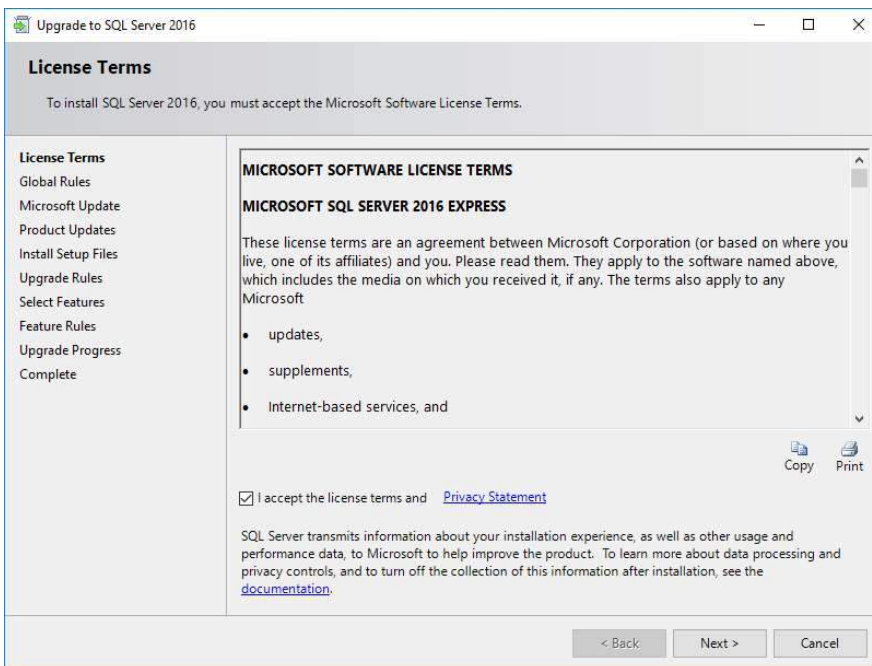 Upgrade to SQL Server 2016
License Terms
To install SQL Server 2016, you must accept the Microsoft Software License Terms.
License Terms
Global Rules
Microsoft Update
Product Updates
Install Setup Files
Upgrade Rules
Select Features
Feature Rules
Upgrade Progress
Complete
MICROSOFT SOFTWARE LICENSE TERMS
MICROSOFT SQL SERVER 2016 EXPRESS
These license terms are an agreement between Microsoft Corporation (or based on where you
live, one of its affiliates) and you. Please read them. They apply to the software named above,
which includes the media on which you received it, if any. The terms also apply to any
Microsoft
• updates,
• supplements,
• Internet-based services, and
Copy Print
I accept the license terms and Privacy Statement
SQL Server transmits information about your installation experience, as well as other usage and
performance data, to Microsoft to help improve the product. To learn more about data processing and
privacy controls, and to turn off the collection of this information after installation, see the
documentation.
< Back Next > Cancel